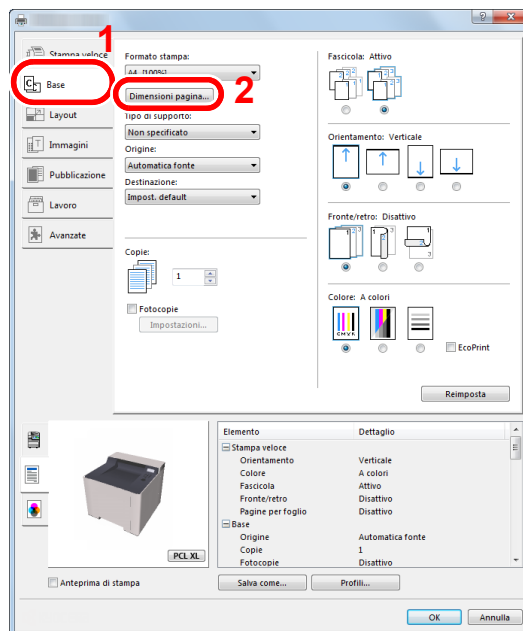 1
Stampa veloce
Base
Layout
Immagini
Pubblicazione
Lavoro
Avanzate
Formato stampa:
A4 [100%]
Dimensioni pagina...
2
Tipo di supporto:
Non specificato
Origine:
Automatica fonte
Destinazione:
Impost. default
Copie:
1
Fotocopie
Impostazioni...
Fascicola: Attivo
Orientamento: Verticale
Fronte/retro: Disattivo
Colore: A colori
CMYK
EcoPrint
Reimposta
PCL XL
Anteprima di stampa
Elemento Dettaglio
Stampa veloce
Orientamento Verticale
Colore A colori
Fascicola Attivo
Fronte/retro Disattivo
Pagine per foglio Disattivo
Base
Origine Automatica fonte
Copie 1
Fotocopie Disattivo
Salva come... Profili...
OK Annulla